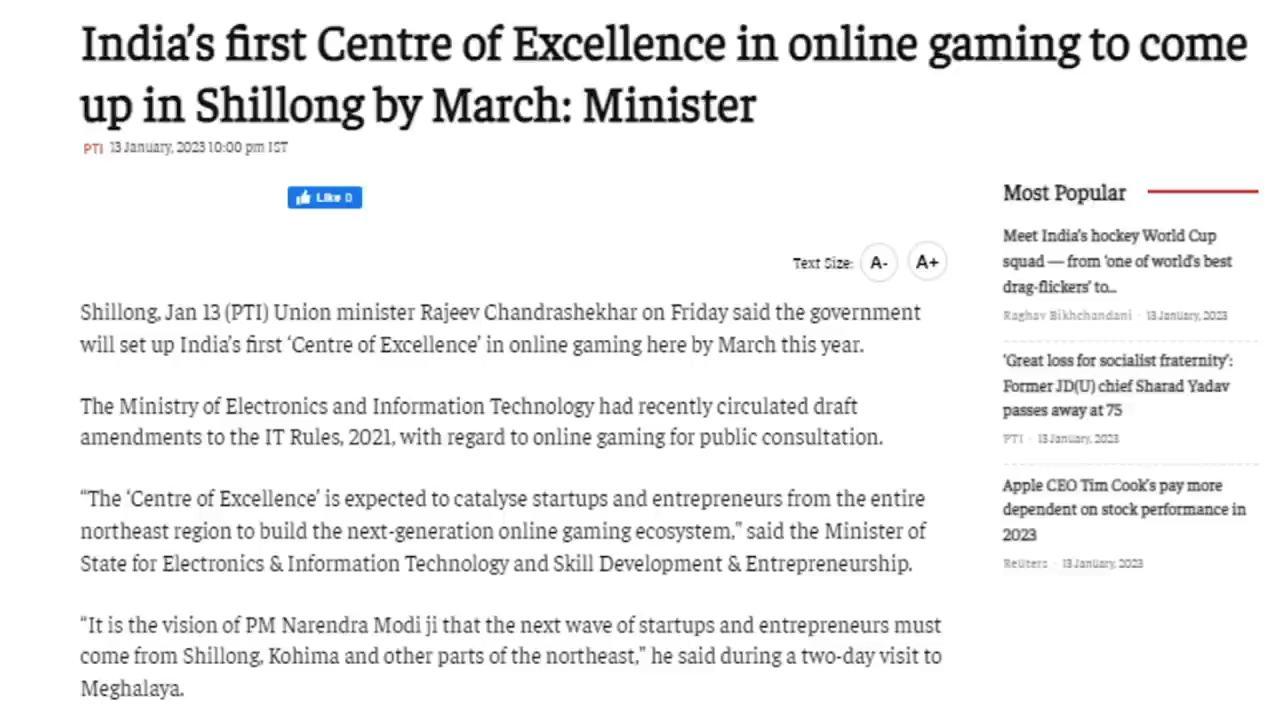 India's first Centre of Excellence in online gaming to come
up in Shillong by March: Minister
PTI 13 January, 2023 10:00 pm IST
Like 0
Text Size: A- A+
Shillong, Jan 13 (PTI) Union minister Rajeev Chandrashekhar on Friday said the government
will set up India's first ‘Centre of Excellence’ in online gaming here by March this year.
The Ministry of Electronics and Information Technology had recently circulated draft
amendments to the IT Rules, 2021, with regard to online gaming for public consultation.
“The ‘Centre of Excellence’ is expected to catalyse startups and entrepreneurs from the entire
northeast region to build the next-generation online gaming ecosystem,” said the Minister of
State for Electronics & Information Technology and Skill Development & Entrepreneurship.
“It is the vision of PM Narendra Modi ji that the next wave of startups and entrepreneurs must
come from Shillong, Kohima and other parts of the northeast,” he said during a two-day visit to
Meghalaya.
Most Popular
Meet India's hockey World Cup
squad — from ‘one of world's best
drag-flickers’ to...
Raghav Bikhchandani - 13 January, 2023
‘Great loss for socialist fraternity’:
Former JD(U) chief Sharad Yadav
passes away at 75
PTI - 13 January, 2023
Apple CEO Tim Cook's pay more
dependent on stock performance in
2023
Reuters - 13 January, 2023